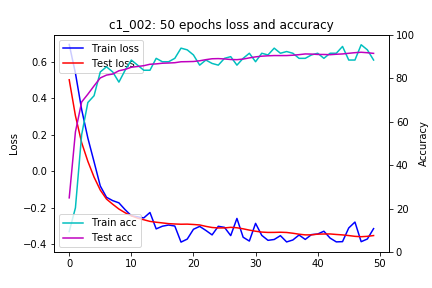 c1_002: 50 epochs loss and accuracy
Train loss
Test loss
Train acc
Test acc
Loss
Accuracy
0.6
0.4
0.2
0.0
−0.2
−0.4
100
80
60
40
20
0
0 10 20 30 40 50